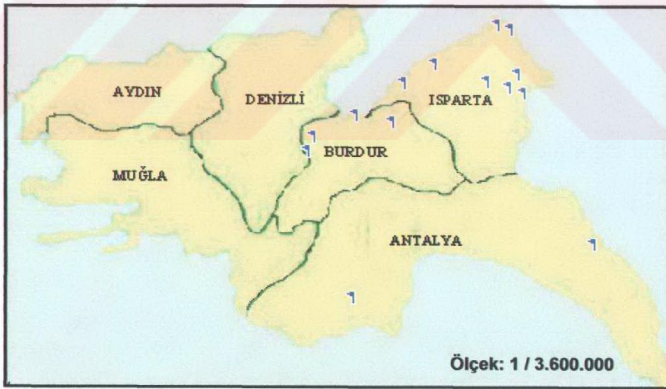 AYDIN
DENİZLİ
ISPARTA
BURDUR
MUĞLA
ANTALYA
Ölçek: 1 / 3.600.000